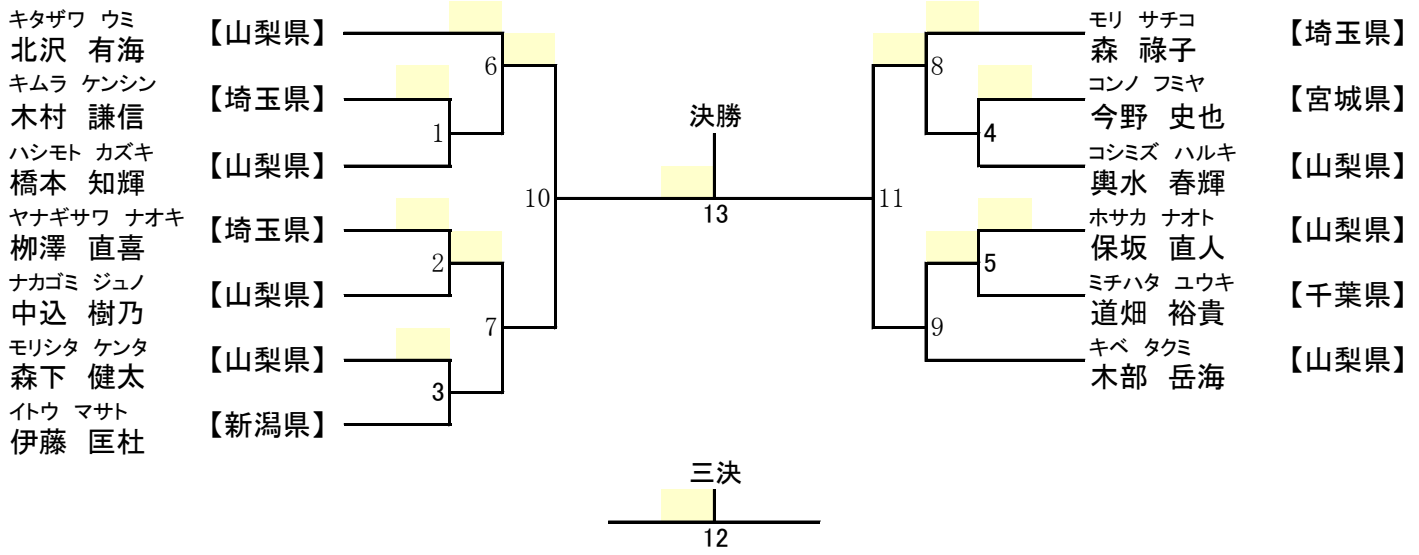 キタザワ ウミ
北沢 有海 【山梨県】
キムラ ケンシン
木村 謙信 【埼玉県】
ハシモト カズキ
橋本 知輝 【山梨県】
ヤナギサワ ナオキ
栁澤 直喜 【埼玉県】
ナカゴミ ジュノ
中込 樹乃 【山梨県】
モリシタ ケンタ
森下 健太 【山梨県】
イトウ マサト
伊藤 匡杜 【新潟県】
6
1
2
7
3
10
決勝
13
11
8
4
5
9
モリ サチコ
森 祿子 【埼玉県】
コンノ フミヤ
今野 史也 【宮城県】
コシミズ ハルキ
輿水 春輝 【山梨県】
ホサカ ナオト
保坂 直人 【山梨県】
ミチハタ ユウキ
道畑 裕貴 【千葉県】
キベ タクミ
木部 岳海 【山梨県】
三決
12